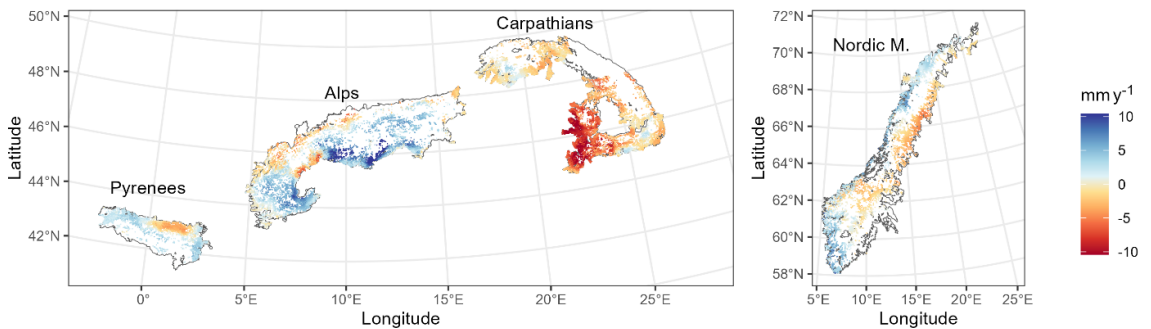 50°N
48°N
46°N
44°N
42°N
Latitude
Carpathians
Alps
Pyrenees
0°
5°E
10°E
15°E
20°E
25°E
Longitude
72°N
70°N
68°N
66°N
64°N
62°N
60°N
58°N
Latitude
Nordic M.
5°E
10°E
15°E
20°E
25°E
Longitude
mm y⁻¹
10
5
0
-5
-10